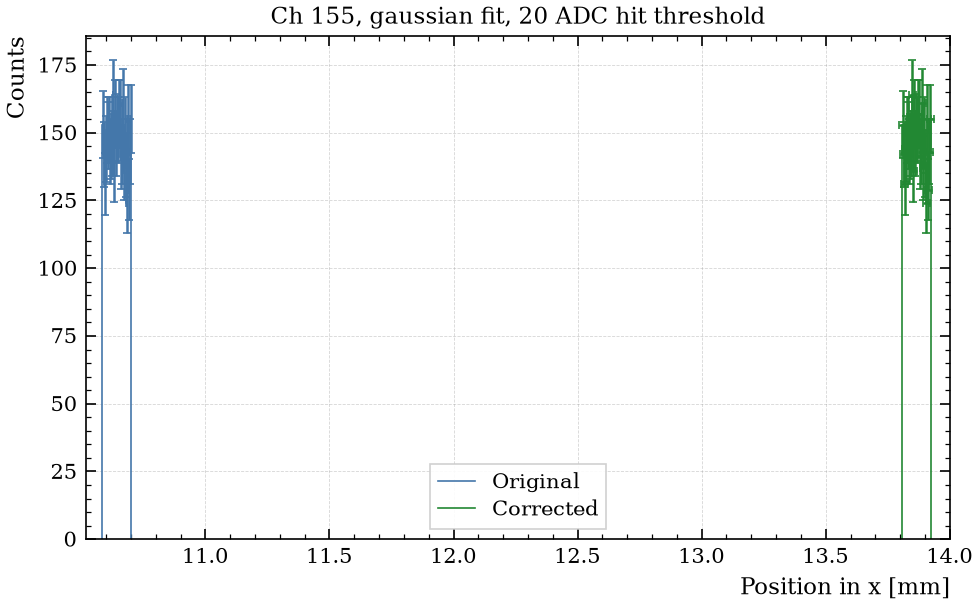 Ch 155, gaussian fit, 20 ADC hit threshold
Counts
175
150
125
100
75
50
25
0
Original
Corrected
11.0 11.5 12.0 12.5 13.0 13.5 14.0
Position in x [mm]